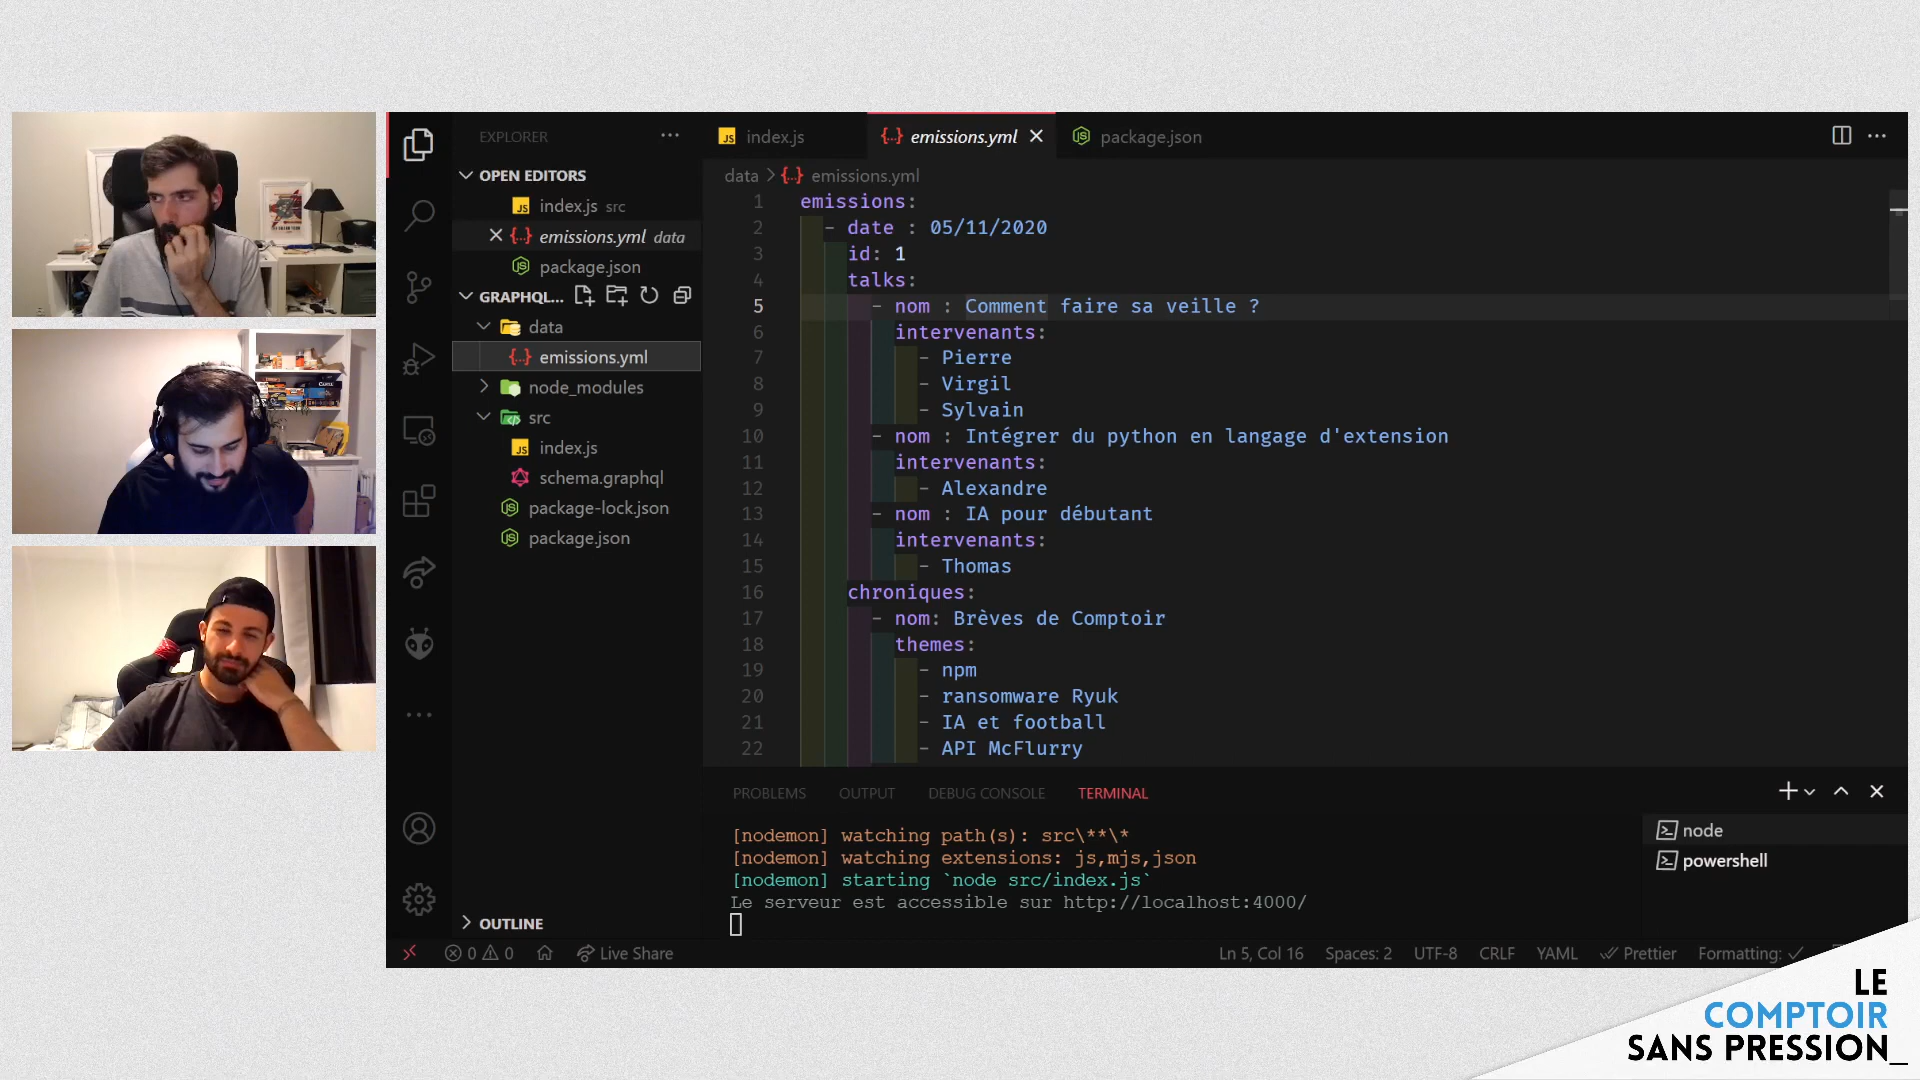 EXPLORER
OPEN EDITORS
index.js src
emissions.yml data
package.json
GRAPHQL...
data
emissions.yml
node_modules
src
index.js
schema.graphql
package-lock.json
package.json
OUTLINE
index.js
emissions.yml
package.json
data > emissions.yml
1 emissions:
2 - date : 05/11/2020
3 id: 1
4 talks:
5 - nom : Comment faire sa veille ?
6 intervenants:
7 - Pierre
8 - Virgil
9 - Sylvain
10 - nom : Intégrer du python en langage d'extension
11 intervenants:
12 - Alexandre
13 - nom : IA pour débutant
14 intervenants:
15 - Thomas
16 chroniques:
17 - nom: Brèves de Comptoir
18 themes:
19 - npm
20 - ransomware Ryuk
21 - IA et football
22 - API McFlurry
PROBLEMS OUTPUT DEBUG CONSOLE TERMINAL
[nodemon] watching path(s): src\**\*
[nodemon] watching extensions: js,mjs,json
[nodemon] starting `node src/index.js`
Le serveur est accessible sur http://localhost:4000/
node
powershell
0 0 Live Share Ln 5, Col 16 Spaces: 2 UTF-8 CRLF YAML Prettier Formatting: ✓
LE
COMPTOIR
SANS PRESSION_